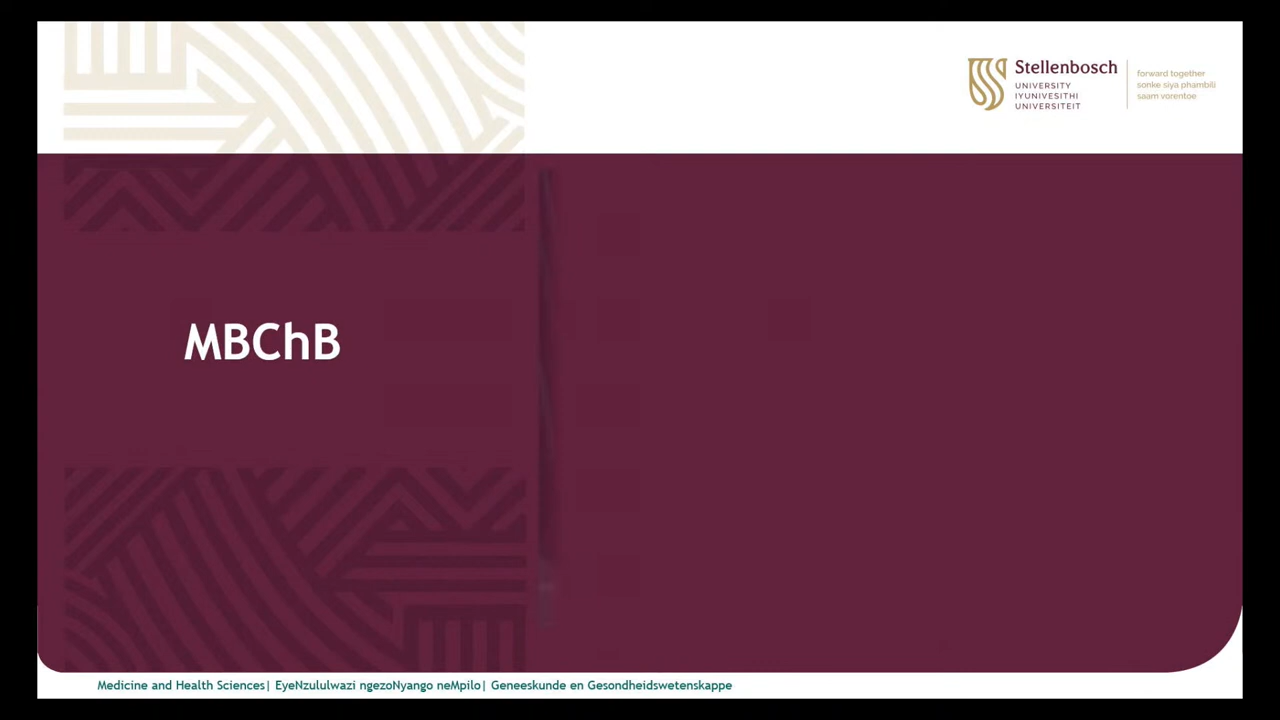 Stellenbosch
UNIVERSITY
IYUNIVESITHI
UNIVERSITEIT
forward together
sonke siya phambili
saam vorentoe
MBChB
Medicine and Health Sciences| EyeNzululwazi ngezoNyango neMpilo| Geneeskunde en Gesondheidswetenskappe